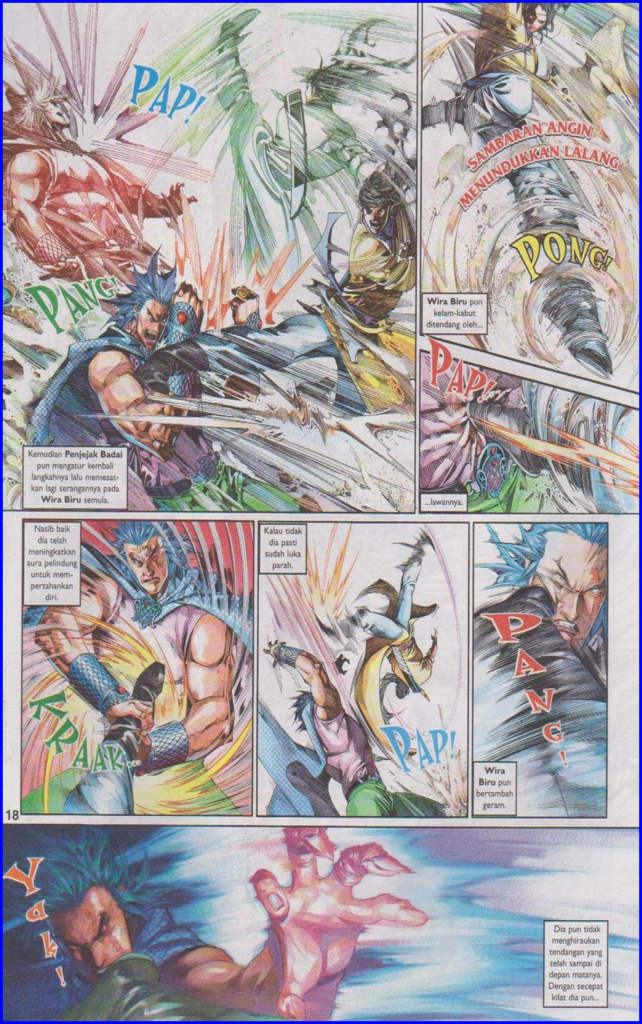 PAP!
PANG!
Kemudian Penjejak Badai
pun mengatur kembali
langkahnya lalu memesat-
kan lagi serangannya pada
Wira Biru semula.
SAMBARAN ANGIN
MENUNDUKKAN LALANG
PONG!
Wira Biru pun
kelam-kabut
ditendang oleh...
PAP!
...lawannya.
Nasib baik
dia telah
meningkatkan
aura pelindung
untuk mem-
pertahankan
diri.
KRAAK...
Kalau tidak
dia pasti
sudah luka
parah.
PAP!
PANG!
Wira
Biru pun
bertambah
geram.
18
Yak!
Dia pun tidak
menghiraukan
tendangan yang
telah sampai di
depan matanya.
Dengan secepat
kilat dia pun...